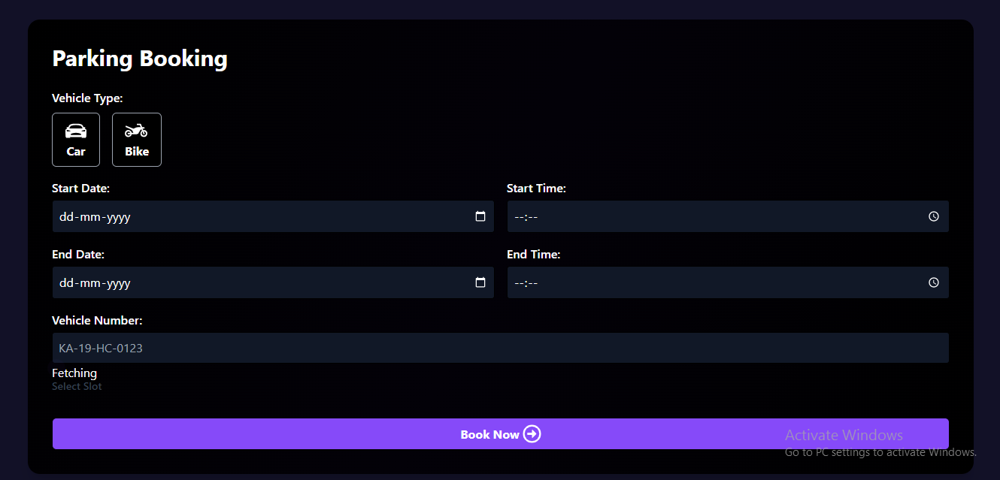 Parking Booking
Vehicle Type:
Car Bike
Start Date: Start Time:
dd-mm-yyyy --:--
End Date: End Time:
dd-mm-yyyy --:--
Vehicle Number:
KA-19-HC-0123
Fetching
Select Slot
Book Now
Activate Windows
Go to PC settings to activate Windows.